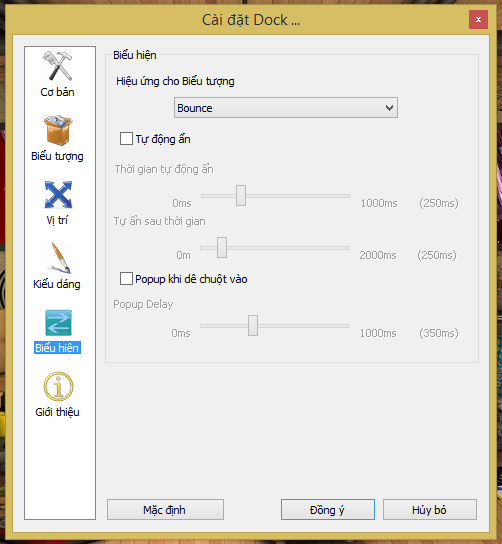 Cài đặt Dock ...
x
Cơ bản
Biểu tượng
Vị trí
Kiểu dáng
Biểu hiện
Giới thiệu
Biểu hiện
Hiệu ứng cho Biểu tượng
Bounce
Tự động ẩn
Thời gian tự động ẩn
0ms 1000ms (250ms)
Tự ẩn sau thời gian
0m 2000ms (250ms)
Popup khi dê chuột vào
Popup Delay
0ms 1000ms (350ms)
Mặc định Đồng ý Hủy bỏ